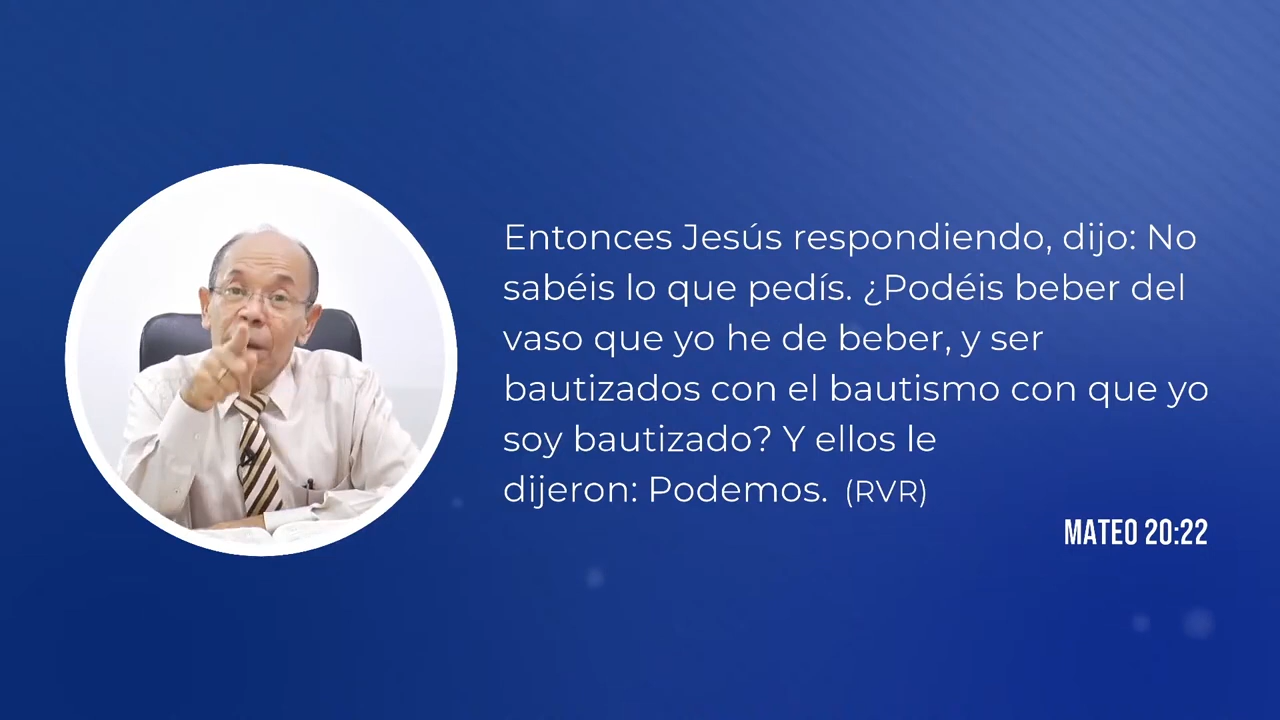 Entonces Jesús respondiendo, dijo: No
sabéis lo que pedís. ¿Podéis beber del
vaso que yo he de beber, y ser
bautizados con el bautismo con que yo
soy bautizado? Y ellos le
dijeron: Podemos. (RVR)
MATEO 20:22